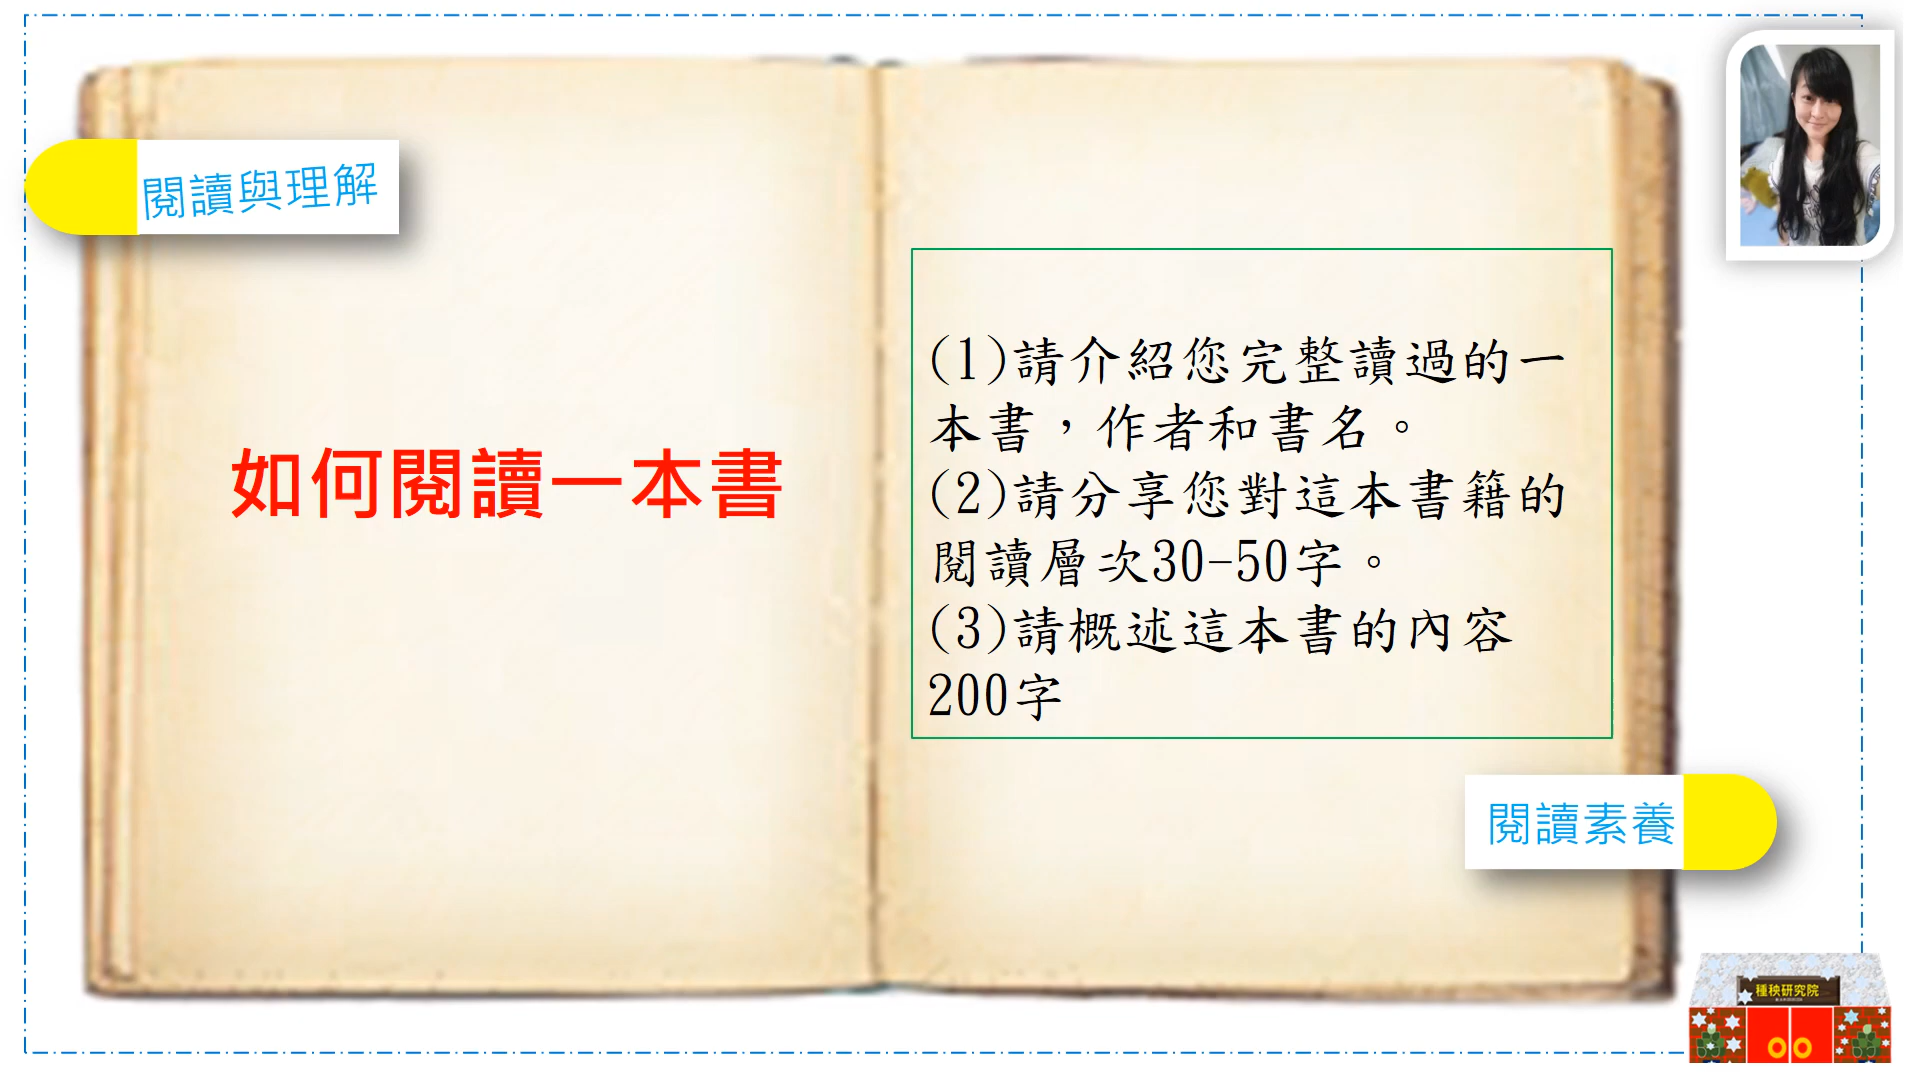 閱讀與理解
如何閱讀一本書
(1)請介紹您完整讀過的一
本書，作者和書名。
(2)請分享您對這本書籍的
閱讀層次30-50字。
(3)請概述這本書的內容
200字
閱讀素養
種秧研究院